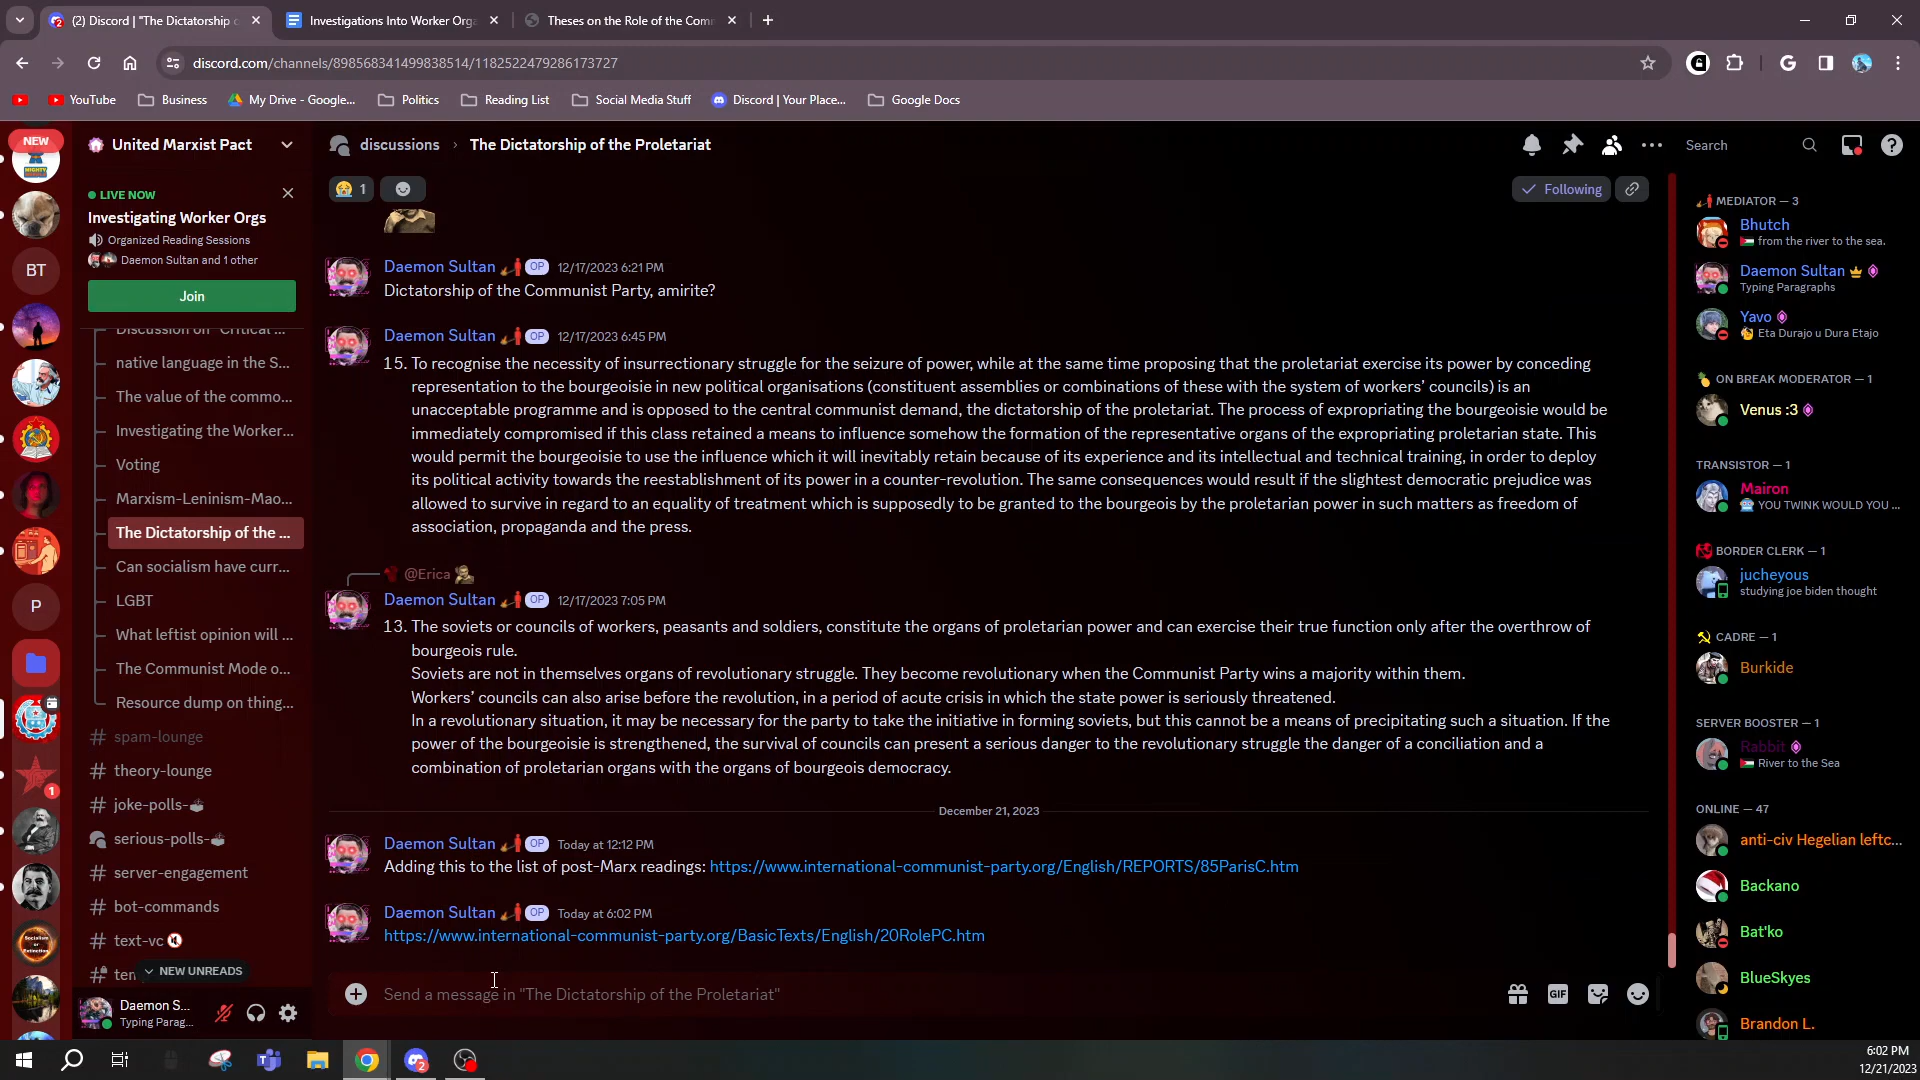 (2) Discord | "The Dictatorship o
Investigations Into Worker Orga
Theses on the Role of the Com
discord.com/channels/898568341499838514/1182522479286173727
YouTube
Business
My Drive - Google...
Politics
Reading List
Social Media Stuff
Discord | Your Place...
Google Docs
NEW
BT
P
1
United Marxist Pact
LIVE NOW
Investigating Worker Orgs
Organized Reading Sessions
Daemon Sultan and 1 other
Join
Discussion on "Critical ...
native language in the S...
The value of the commo...
Investigating the Worker...
Voting
Marxism-Leninism-Mao...
The Dictatorship of the ...
Can socialism have curr...
LGBT
What leftist opinion will ...
The Communist Mode o...
Resource dump on thing...
spam-lounge
theory-lounge
joke-polls-
serious-polls-
server-engagement
bot-commands
text-vc
ten
NEW UNREADS
Daemon S...
Typing Parag...
discussions › The Dictatorship of the Proletariat
Search
1
Following
Daemon Sultan OP 12/17/2023 6:21 PM
Dictatorship of the Communist Party, amirite?
Daemon Sultan OP 12/17/2023 6:45 PM
15. To recognise the necessity of insurrectionary struggle for the seizure of power, while at the same time proposing that the proletariat exercise its power by conceding
representation to the bourgeoisie in new political organisations (constituent assemblies or combinations of these with the system of workers' councils) is an
unacceptable programme and is opposed to the central communist demand, the dictatorship of the proletariat. The process of expropriating the bourgeoisie would be
immediately compromised if this class retained a means to influence somehow the formation of the representative organs of the expropriating proletarian state. This
would permit the bourgeoisie to use the influence which it will inevitably retain because of its experience and its intellectual and technical training, in order to deploy
its political activity towards the reestablishment of its power in a counter-revolution. The same consequences would result if the slightest democratic prejudice was
allowed to survive in regard to an equality of treatment which is supposedly to be granted to the bourgeois by the proletarian power in such matters as freedom of
association, propaganda and the press.
@Erica
Daemon Sultan OP 12/17/2023 7:05 PM
13. The soviets or councils of workers, peasants and soldiers, constitute the organs of proletarian power and can exercise their true function only after the overthrow of
bourgeois rule.
Soviets are not in themselves organs of revolutionary struggle. They become revolutionary when the Communist Party wins a majority within them.
Workers' councils can also arise before the revolution, in a period of acute crisis in which the state power is seriously threatened.
In a revolutionary situation, it may be necessary for the party to take the initiative in forming soviets, but this cannot be a means of precipitating such a situation. If the
power of the bourgeoisie is strengthened, the survival of councils can present a serious danger to the revolutionary struggle the danger of a conciliation and a
combination of proletarian organs with the organs of bourgeois democracy.
December 21, 2023
Daemon Sultan OP Today at 12:12 PM
Adding this to the list of post-Marx readings: https://www.international-communist-party.org/English/REPORTS/85ParisC.htm
Daemon Sultan OP Today at 6:02 PM
https://www.international-communist-party.org/BasicTexts/English/20RolePC.htm
Send a message in "The Dictatorship of the Proletariat"
GIF
MEDIATOR — 3
Bhutch
from the river to the sea.
Daemon Sultan
Typing Paragraphs
Yavo
Eta Durajo u Dura Etajo
ON BREAK MODERATOR — 1
Venus :3
TRANSISTOR — 1
Mairon
YOU TWINK WOULD YOU ...
BORDER CLERK — 1
jucheyous
studying joe biden thought
CADRE — 1
Burkide
SERVER BOOSTER — 1
Rabbit
River to the Sea
ONLINE — 47
anti-civ Hegelian leftc...
Backano
Bat'ko
BlueSkyes
Brandon L.
2
6:02 PM
12/21/2023